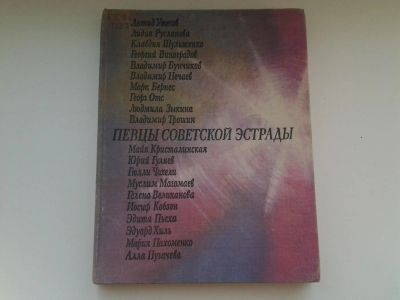 Леонид Утесов
Лидия Русланова
Клавдия Шульженко
Георгий Виноградов
Владимир Бунчиков
Владимир Нечаев
Марк Бернес
Георг Отс
Людмила Зыкина
Владимир Трошин
ПЕВЦЫ СОВЕТСКОЙ ЭСТРАДЫ
Майя Кристалинская
Юрий Гуляев
Гюлли Чохели
Муслим Магомаев
Гелена Великанова
Иосиф Кобзон
Эдита Пьеха
Эдуард Хиль
Мария Пахоменко
Алла Пугачева